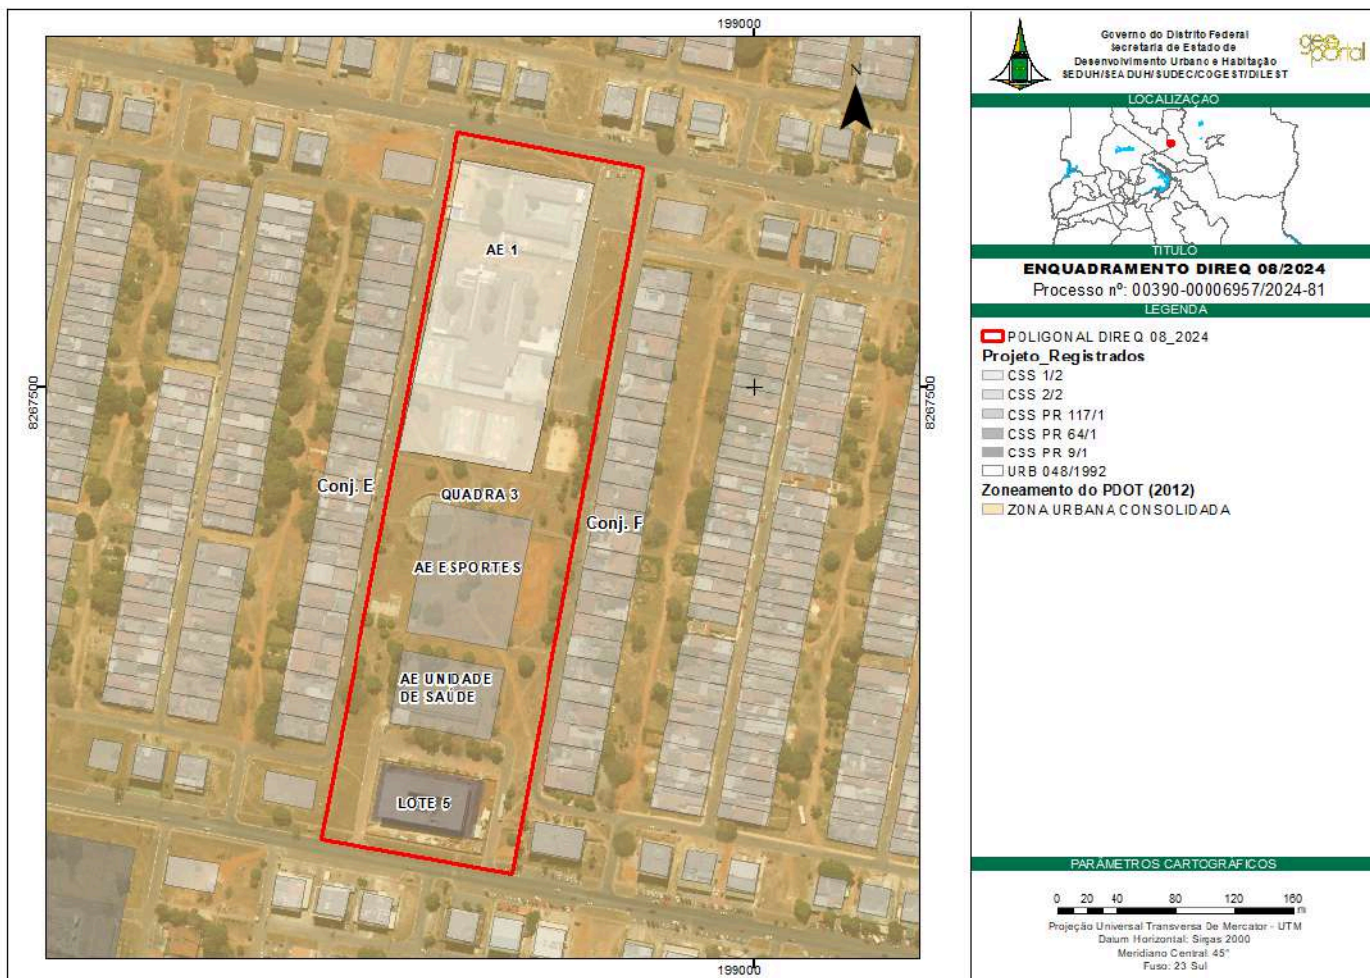 199000
8267500
8267500
199000
N
AE 1
Conj. E
QUADRA 3
Conj. F
AE ESPORTES
AE UNIDADE
DE SAÚDE
LOTE 5
Governo do Distrito Federal
Secretaria de Estado de
Desenvolvimento Urbano e Habitação
SEDUH/SEADUH/SUDEC/COGEST/DILEST
geo
portal
LOCALIZAÇÃO
TÍTULO
ENQUADRAMENTO DIREQ 08/2024
Processo nº: 00390-00006957/2024-81
LEGENDA
POLIGONAL DIREQ 08_2024
Projeto_Registrados
CSS 1/2
CSS 2/2
CSS PR 117/1
CSS PR 64/1
CSS PR 9/1
URB 048/1992
Zoneamento do PDOT (2012)
ZONA URBANA CONSOLIDADA
PARÂMETROS CARTOGRÁFICOS
0 20 40 80 120 160
m
Projeção Universal Transversa De Mercator - UTM
Datum Horizontal: Sirgas 2000
Meridiano Central: 45°
Fuso: 23 Sul